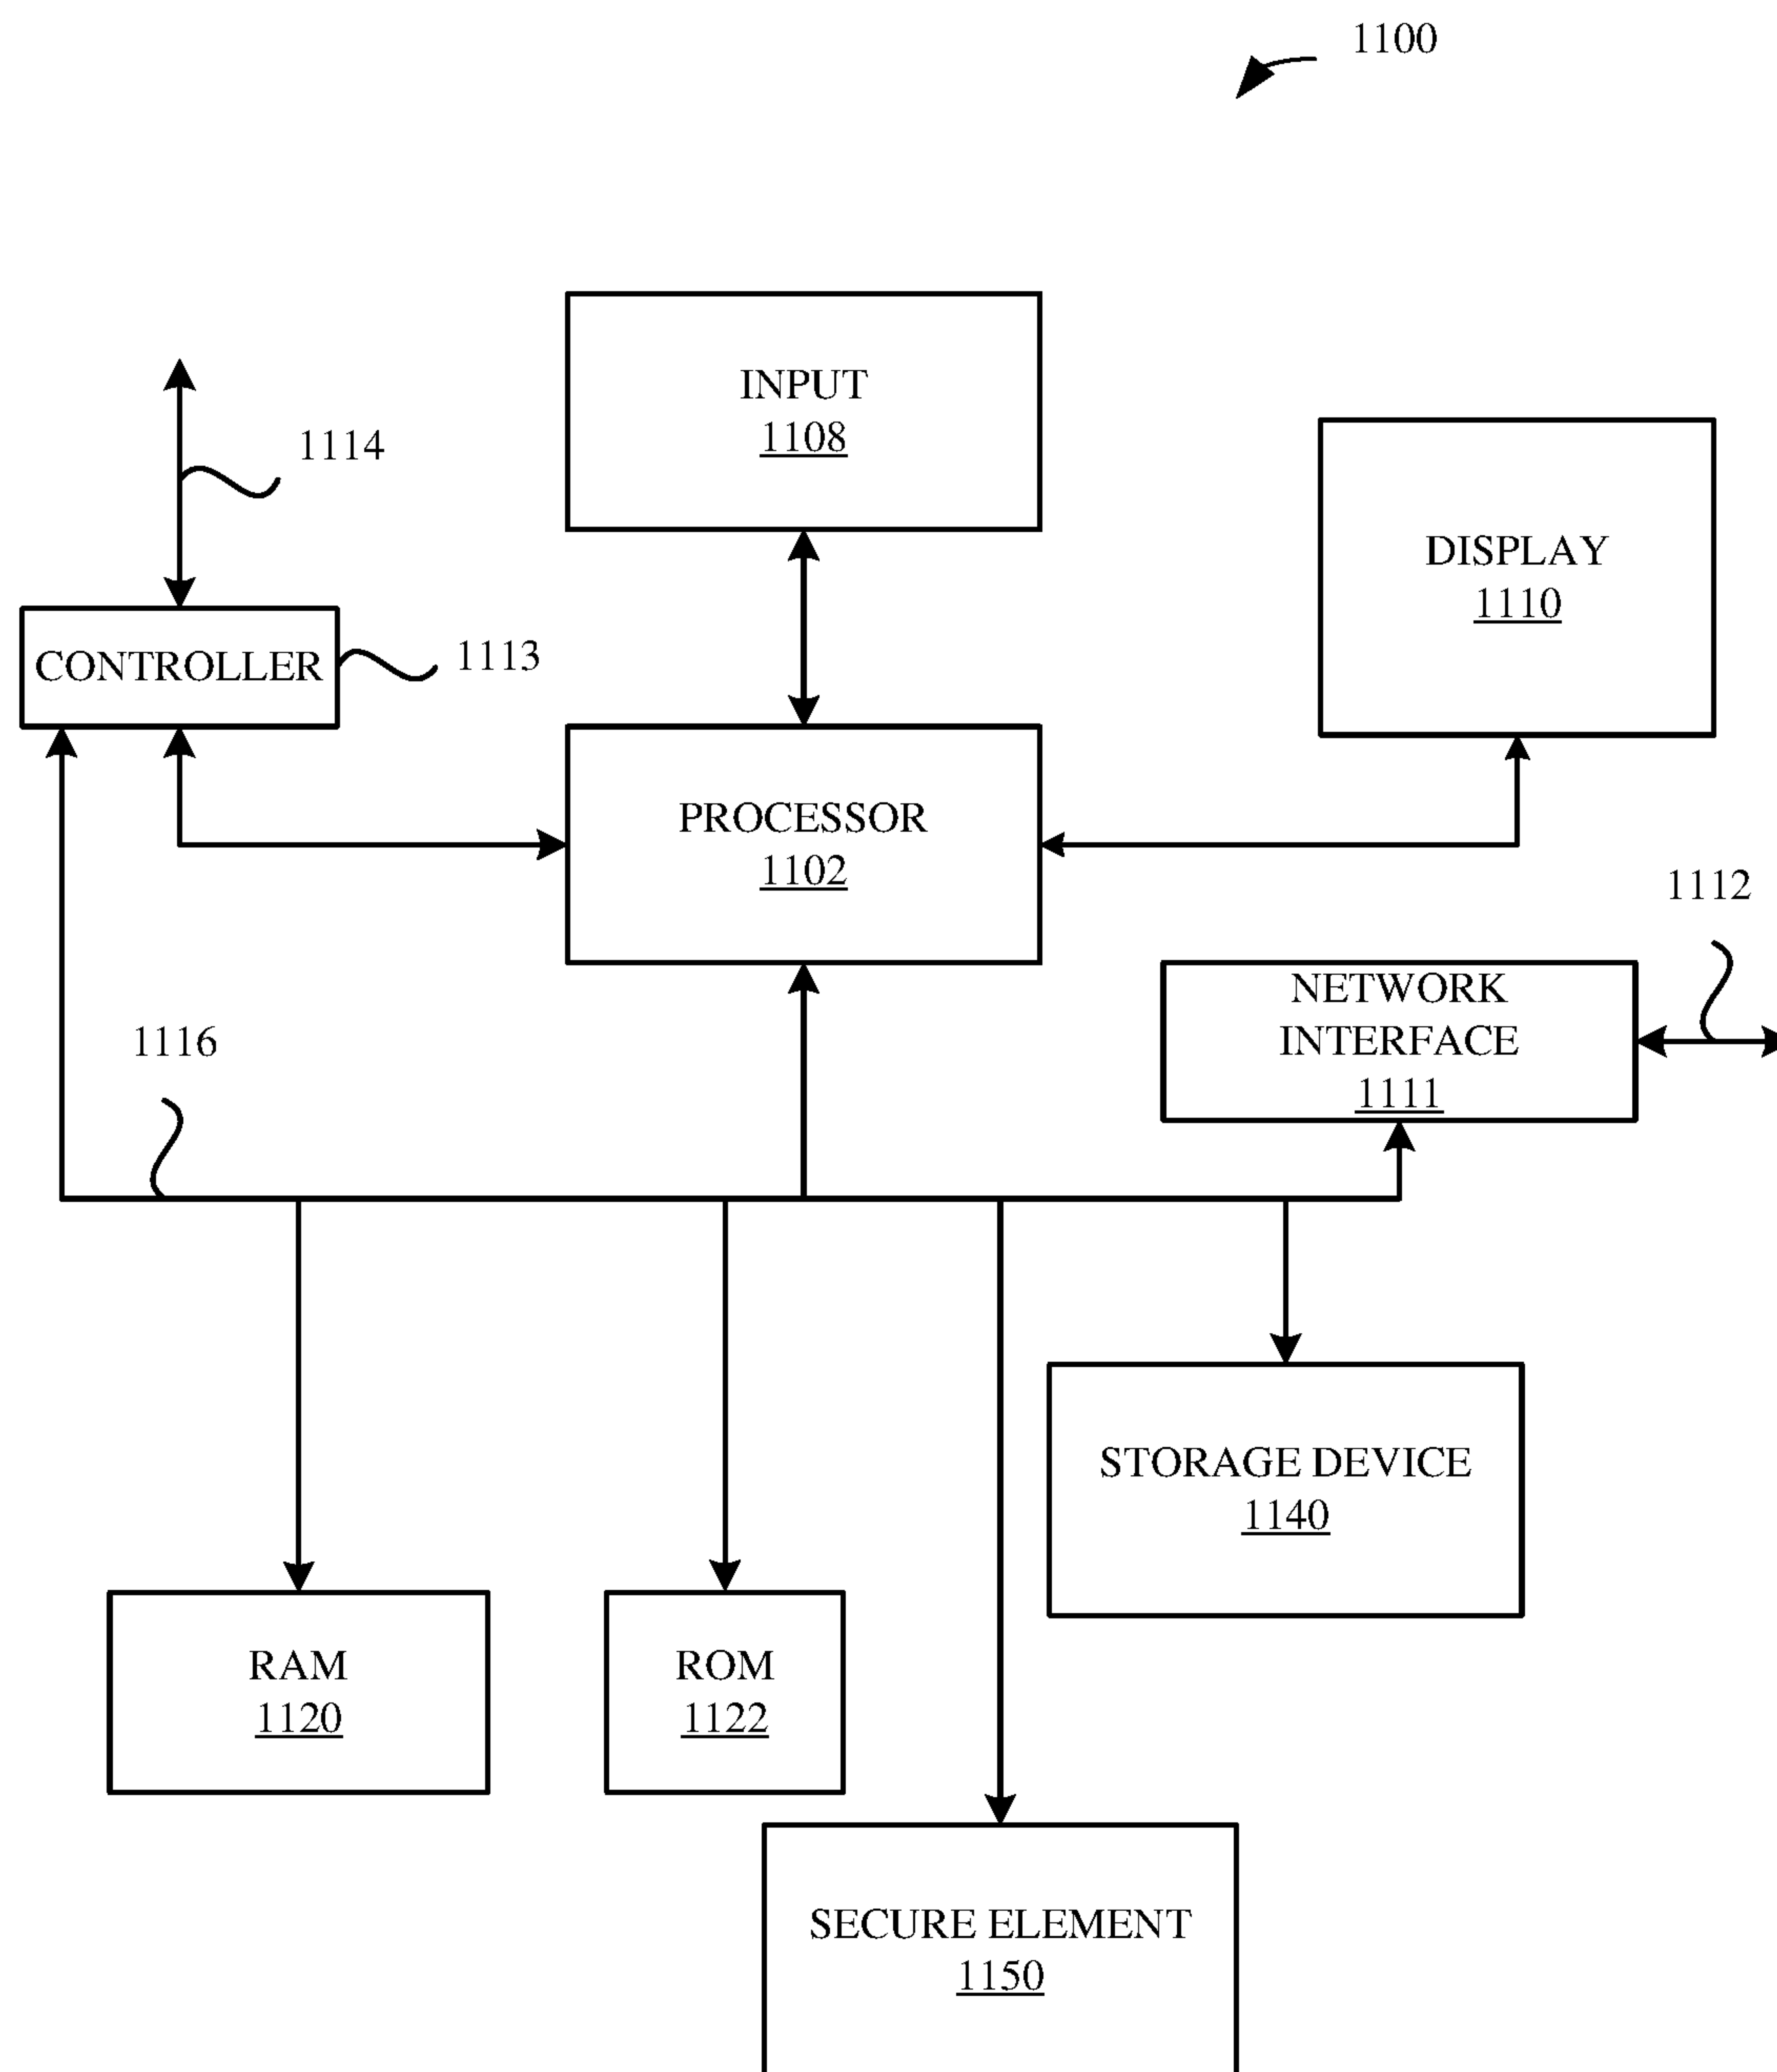 1100
INPUT
1108
1114
DISPLAY
1110
CONTROLLER
1113
PROCESSOR
1102
1112
NETWORK
INTERFACE
1111
1116
STORAGE DEVICE
1140
RAM
1120
ROM
1122
SECURE ELEMENT
1150